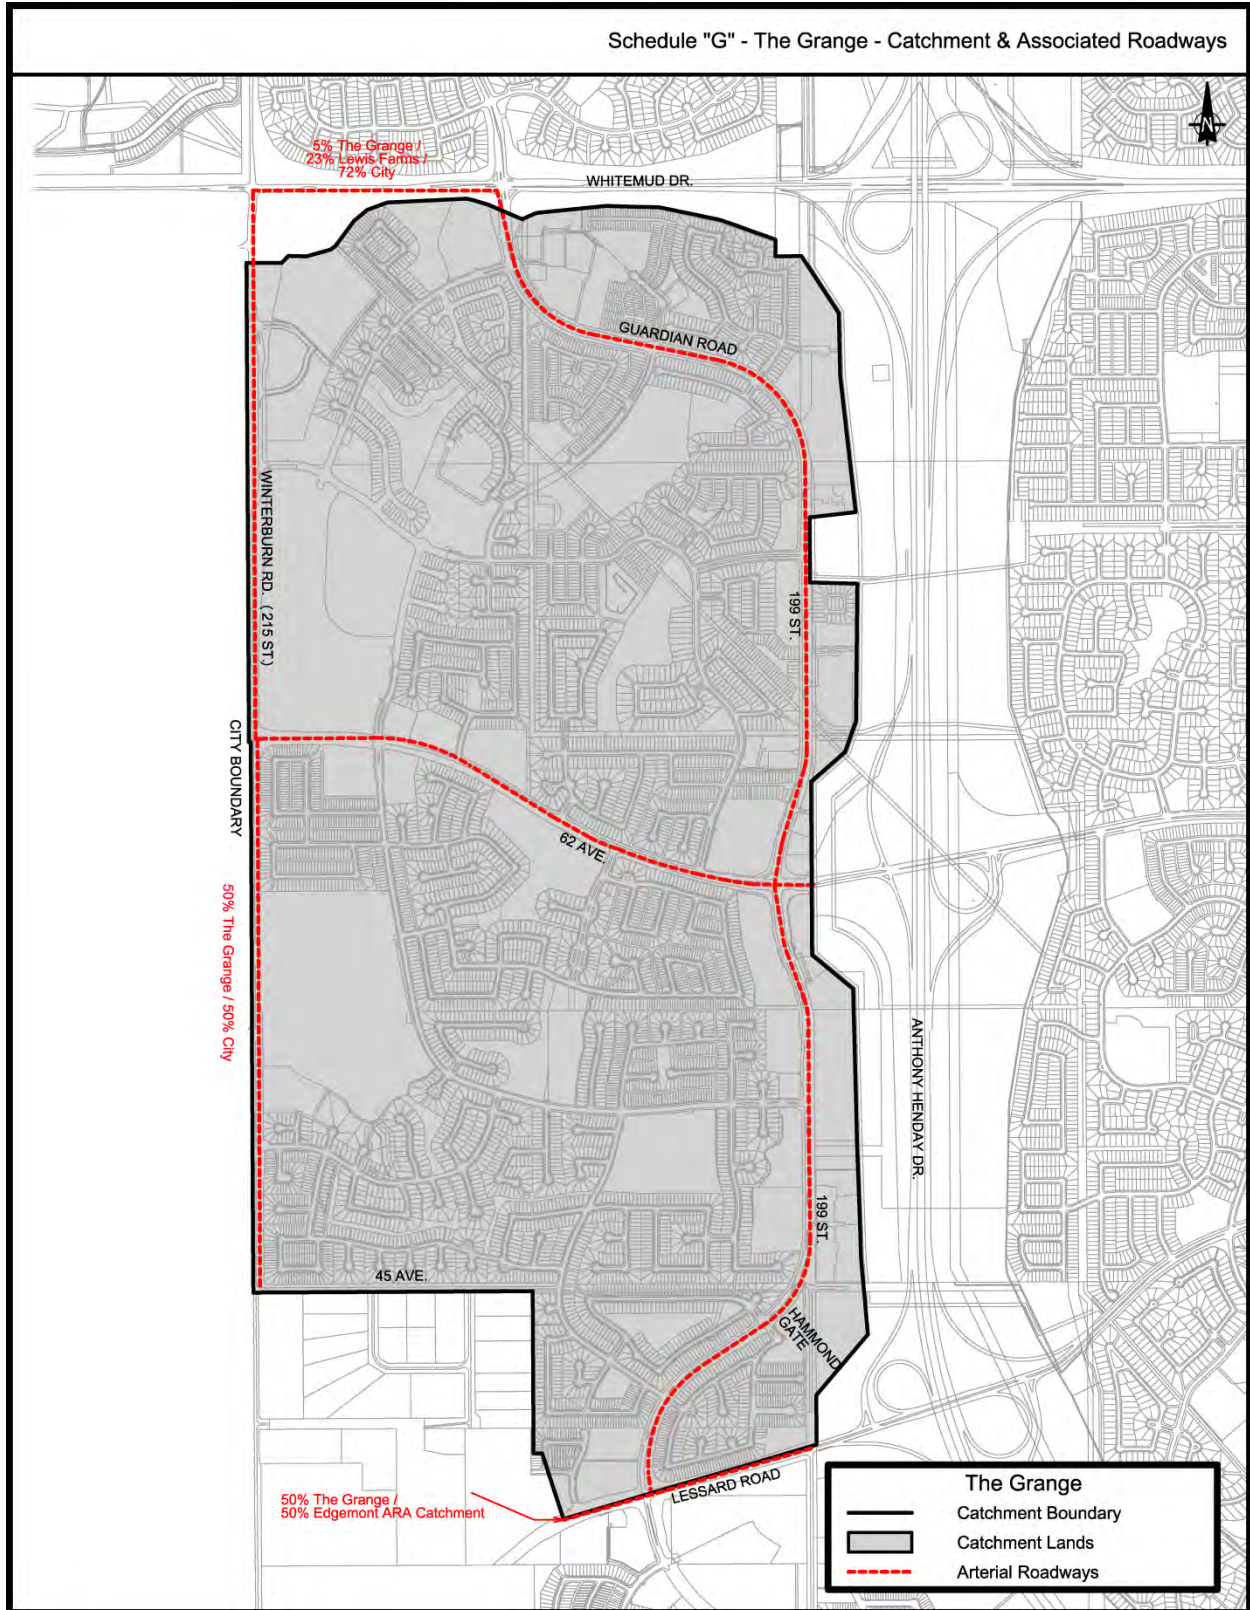 Schedule "G" - The Grange - Catchment & Associated Roadways
N
5% The Grange /
23% Lewis Farms /
72% City
WHITEMUD DR.
GUARDIAN ROAD
WINTERBURN RD. (215 ST.)
199 ST.
CITY BOUNDARY
62 AVE.
50% The Grange / 50% City
ANTHONY HENDAY DR.
199 ST.
45 AVE.
HAMMOND
GATE
LESSARD ROAD
50% The Grange /
50% Edgemont ARA Catchment
The Grange
Catchment Boundary
Catchment Lands
Arterial Roadways